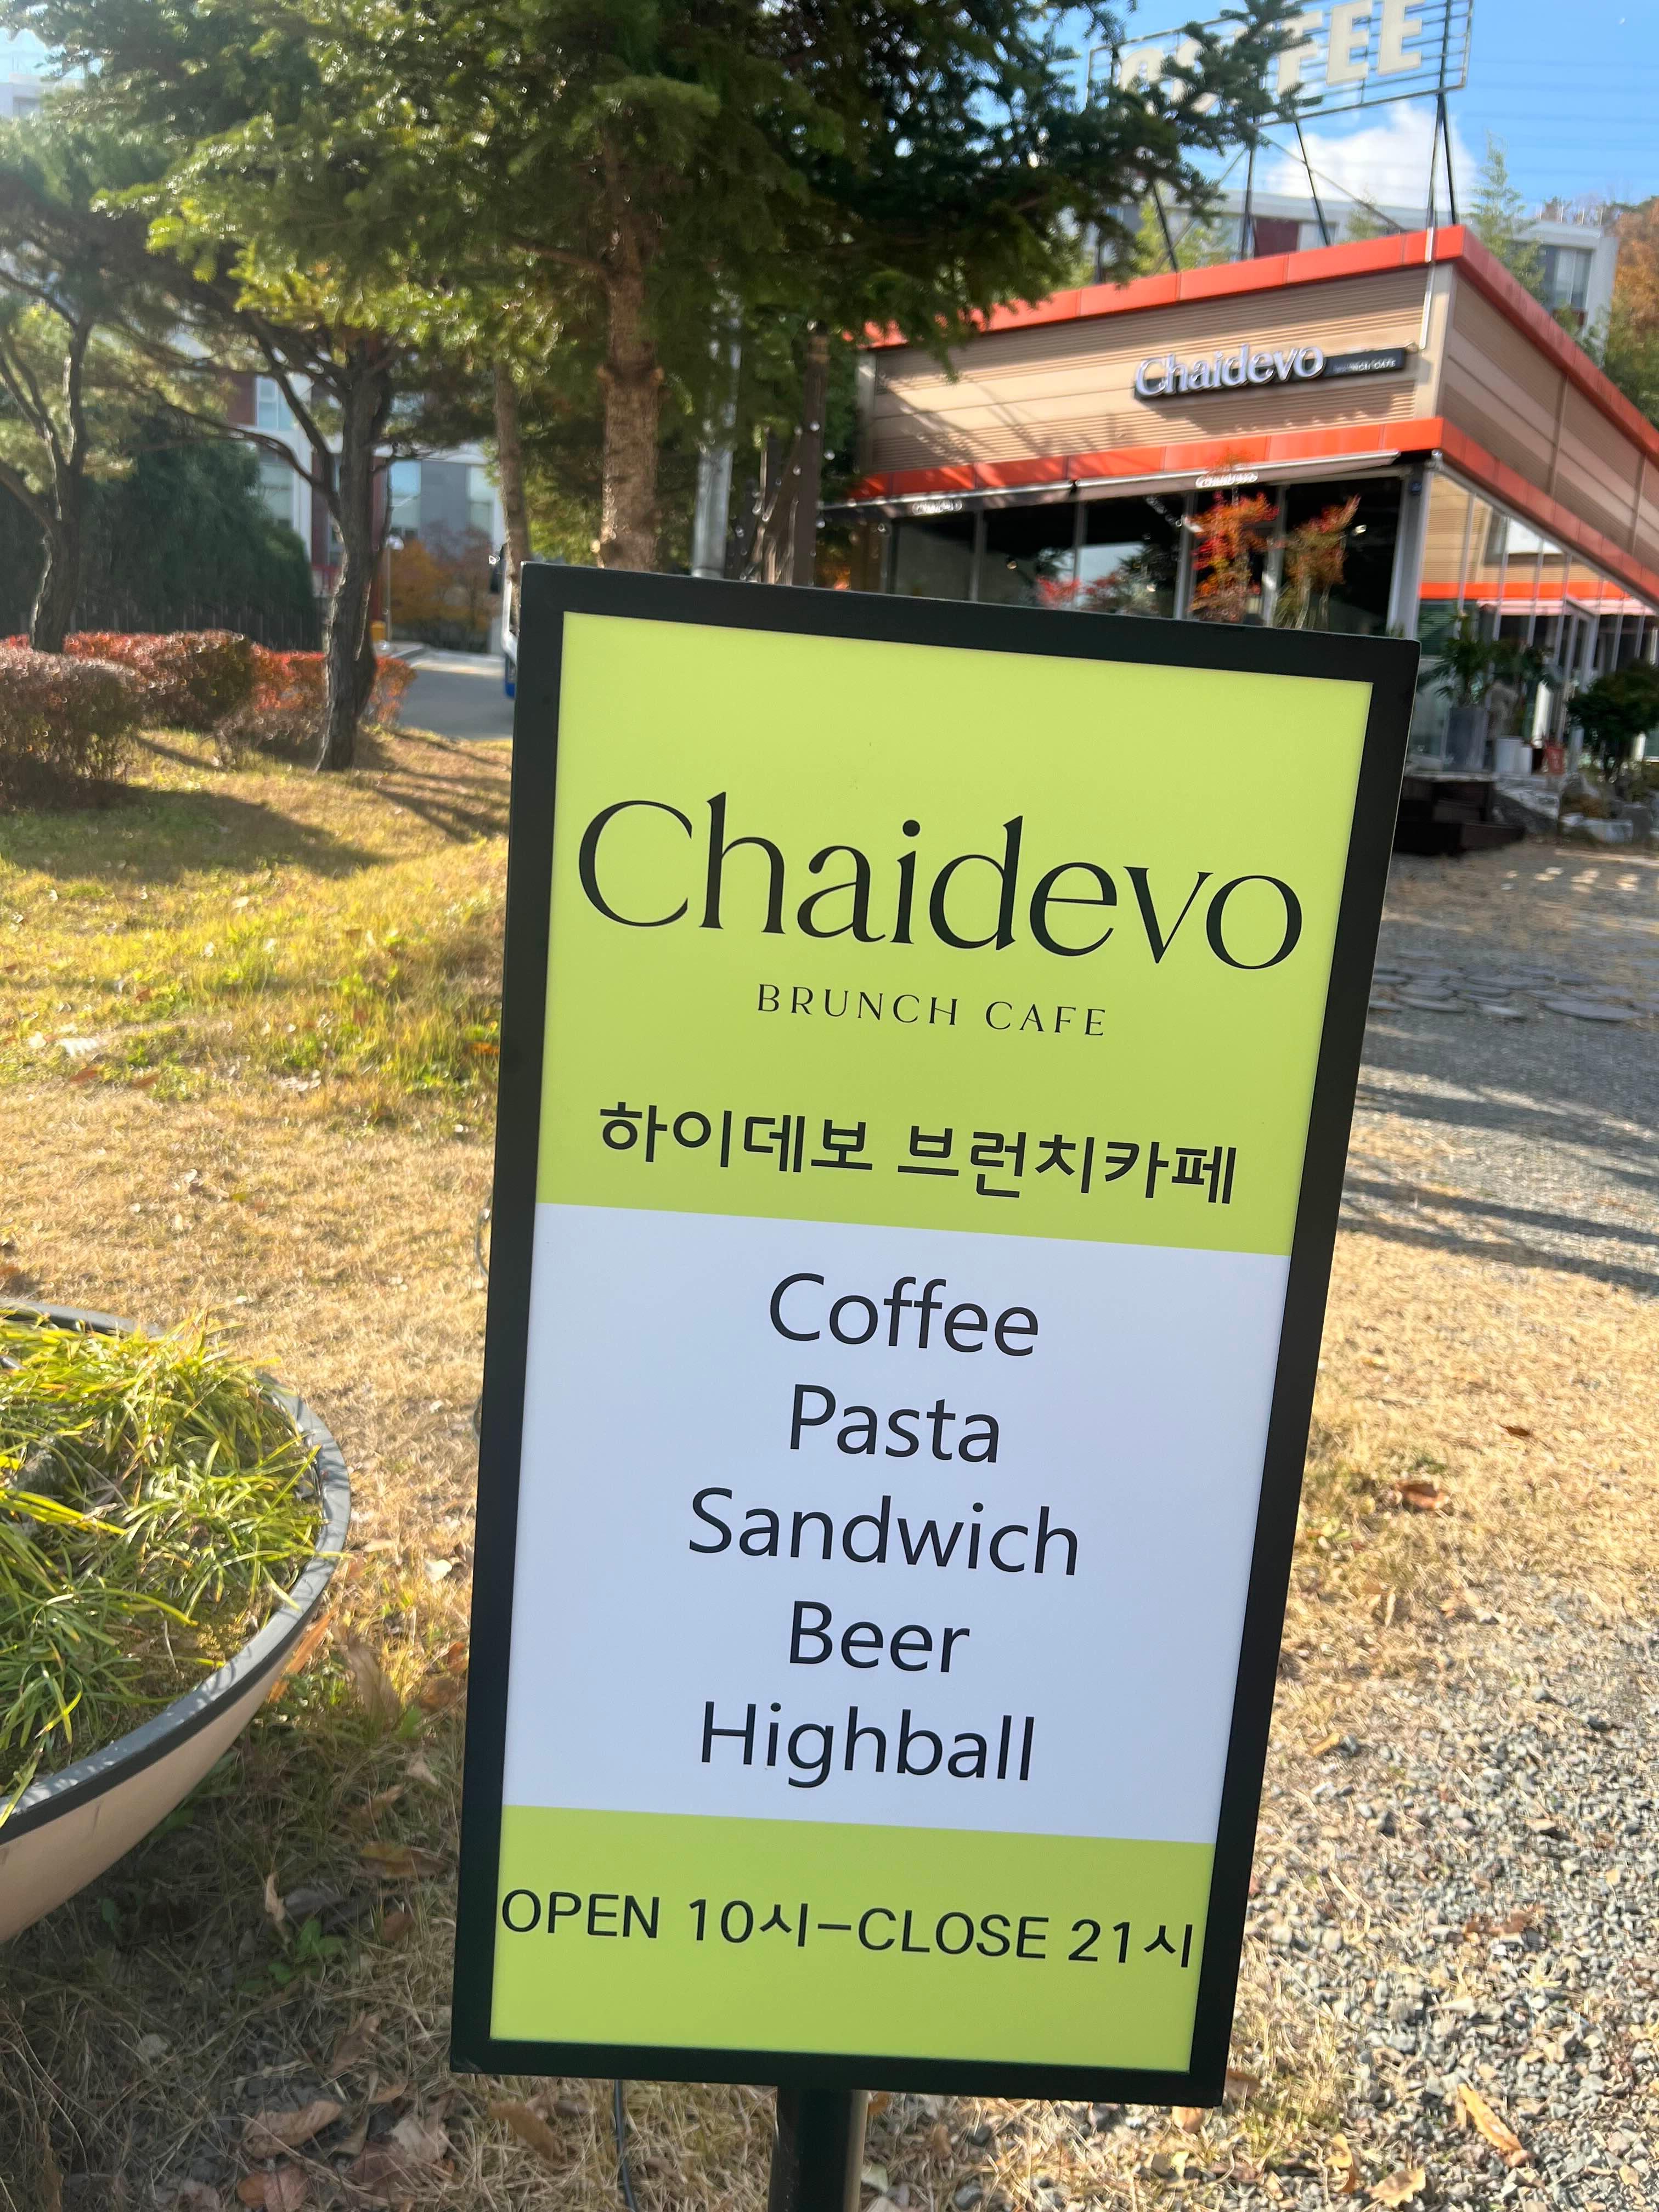 COFFEE
Chaidevo
Chaidevo
BRUNCH CAFE
하이데보 브런치카페
Coffee
Pasta
Sandwich
Beer
Highball
OPEN 10시-CLOSE 21시